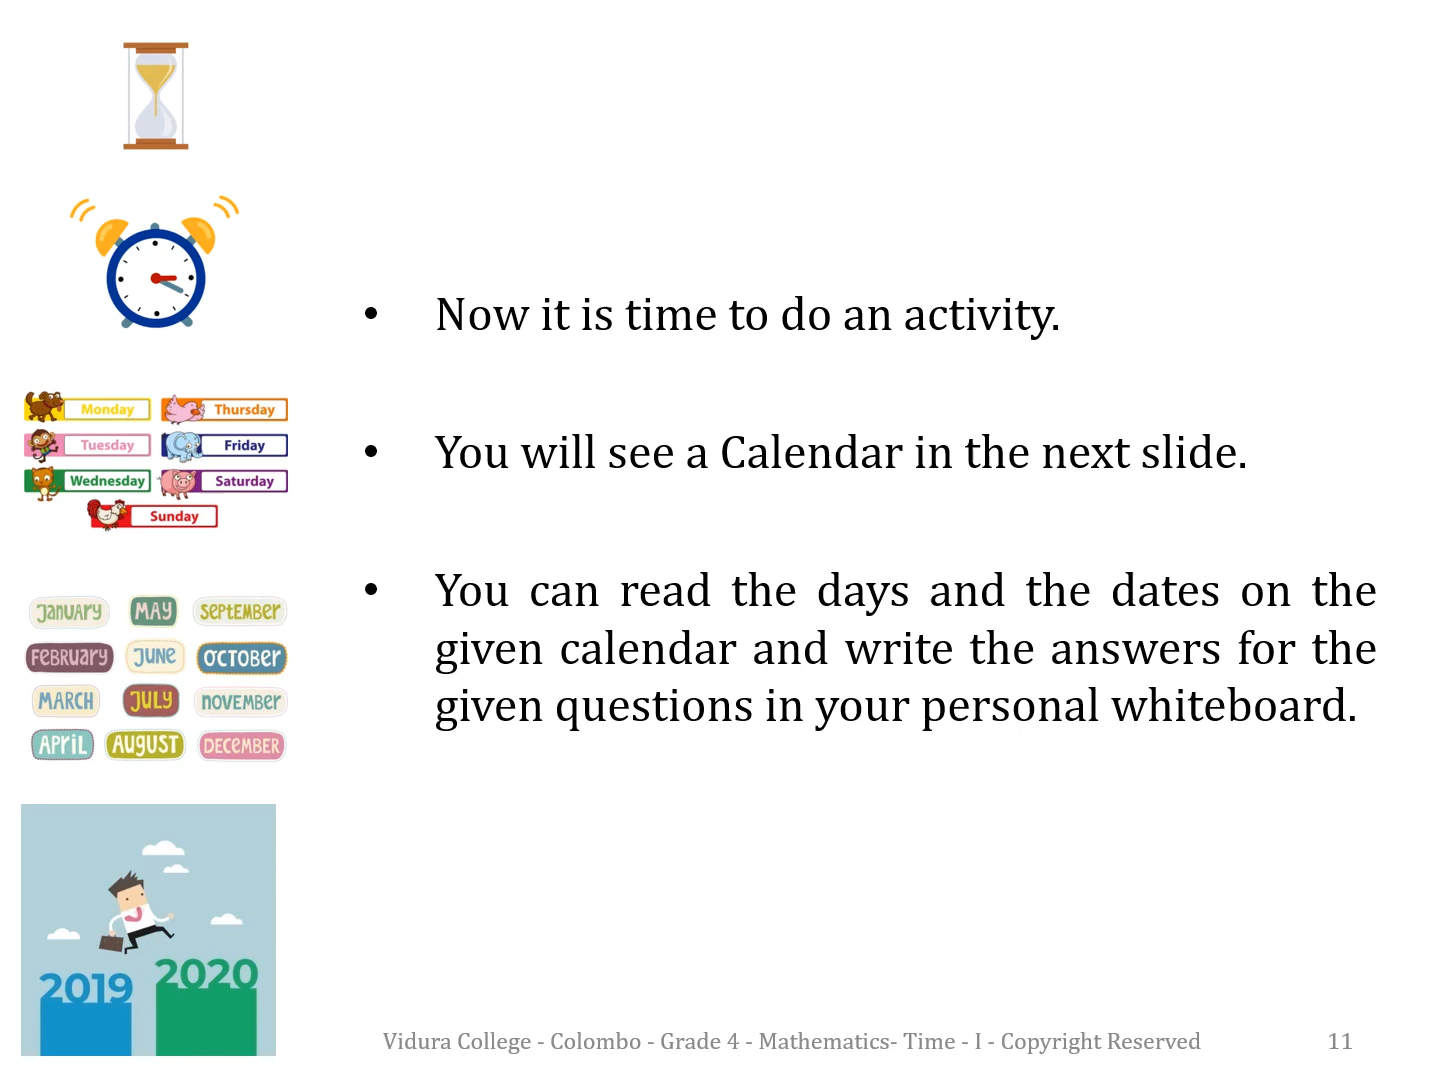 Monday
Thursday
Tuesday
Friday
Wednesday
Saturday
Sunday
JANUARY
MAY
SEPTEMBER
FEBRUARY
JUNE
OCTOBER
MARCH
JULY
NOVEMBER
APRIL
AUGUST
DECEMBER
2019
2020
• Now it is time to do an activity.
• You will see a Calendar in the next slide.
• You can read the days and the dates on the
given calendar and write the answers for the
given questions in your personal whiteboard.
Vidura College - Colombo - Grade 4 - Mathematics- Time - I - Copyright Reserved
11